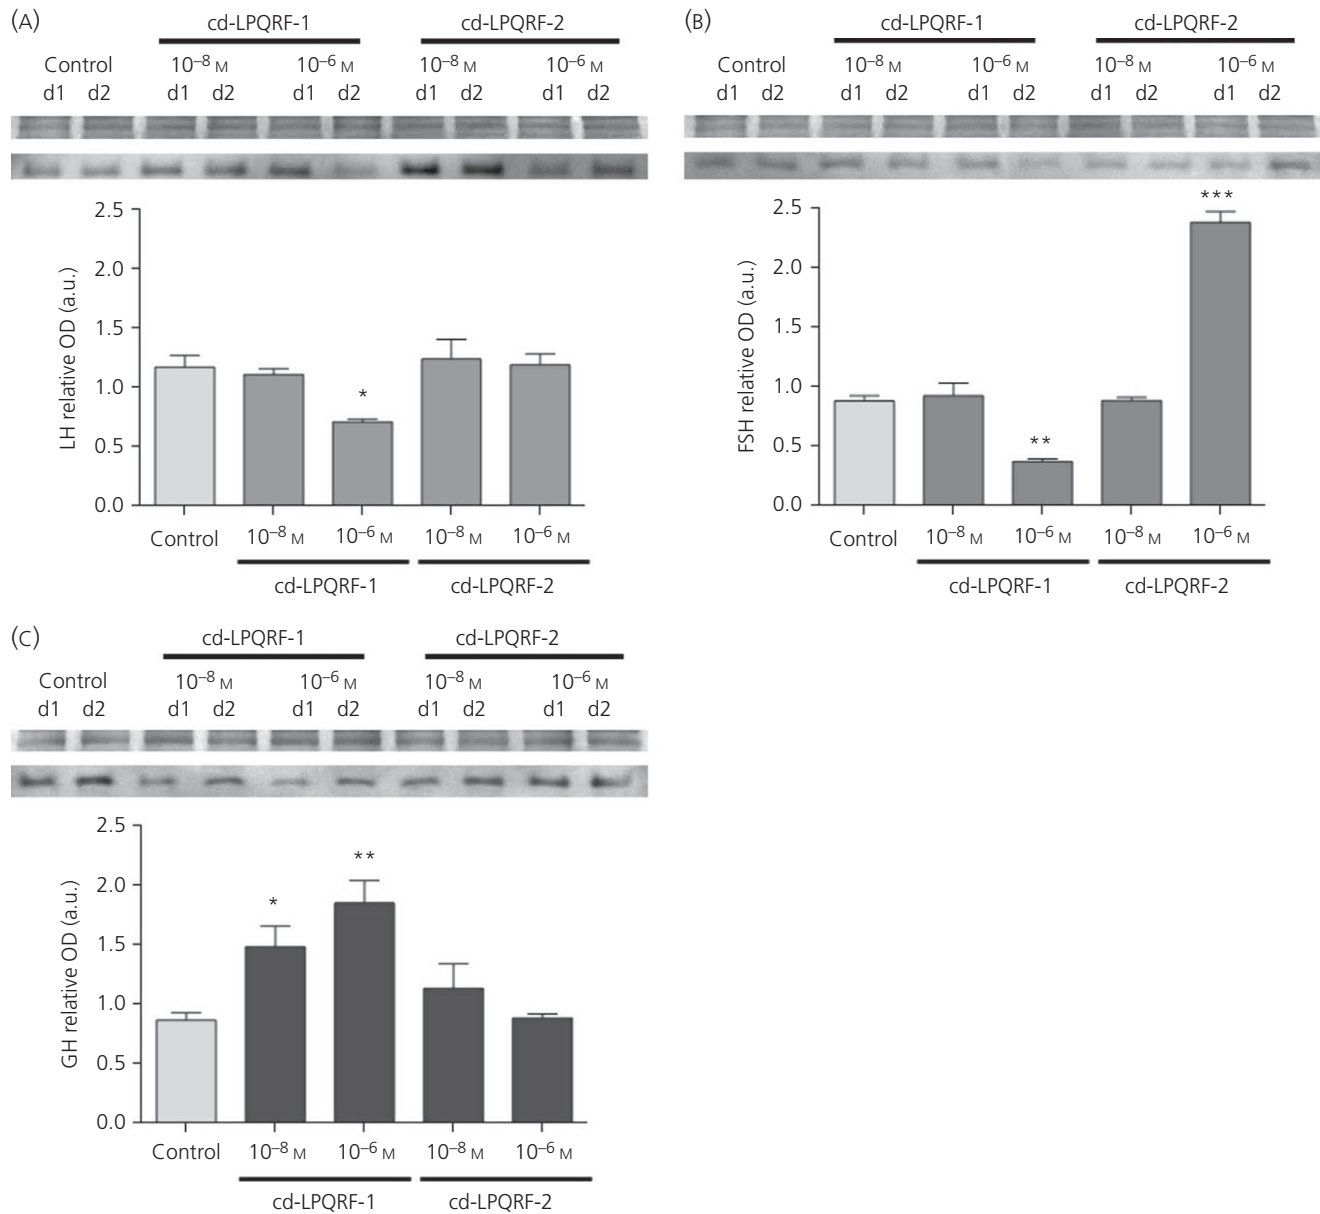 (A)
cd-LPQRF-1 cd-LPQRF-2
Control 10⁻⁸ M 10⁻⁶ M 10⁻⁸ M 10⁻⁶ M
d1 d2 d1 d2 d1 d2 d1 d2 d1 d2
2.5
2.0
1.5
1.0
0.5
0.0
LH relative OD (a.u.)
*
Control 10⁻⁸ M 10⁻⁶ M 10⁻⁸ M 10⁻⁶ M
cd-LPQRF-1 cd-LPQRF-2
(B)
cd-LPQRF-1 cd-LPQRF-2
Control 10⁻⁸ M 10⁻⁶ M 10⁻⁸ M 10⁻⁶ M
d1 d2 d1 d2 d1 d2 d1 d2 d1 d2
2.5
2.0
1.5
1.0
0.5
0.0
FSH relative OD (a.u.)
**
***
Control 10⁻⁸ M 10⁻⁶ M 10⁻⁸ M 10⁻⁶ M
cd-LPQRF-1 cd-LPQRF-2
(C)
cd-LPQRF-1 cd-LPQRF-2
Control 10⁻⁸ M 10⁻⁶ M 10⁻⁸ M 10⁻⁶ M
d1 d2 d1 d2 d1 d2 d1 d2 d1 d2
2.5
2.0
1.5
1.0
0.5
0.0
GH relative OD (a.u.)
*
**
Control 10⁻⁸ M 10⁻⁶ M 10⁻⁸ M 10⁻⁶ M
cd-LPQRF-1 cd-LPQRF-2